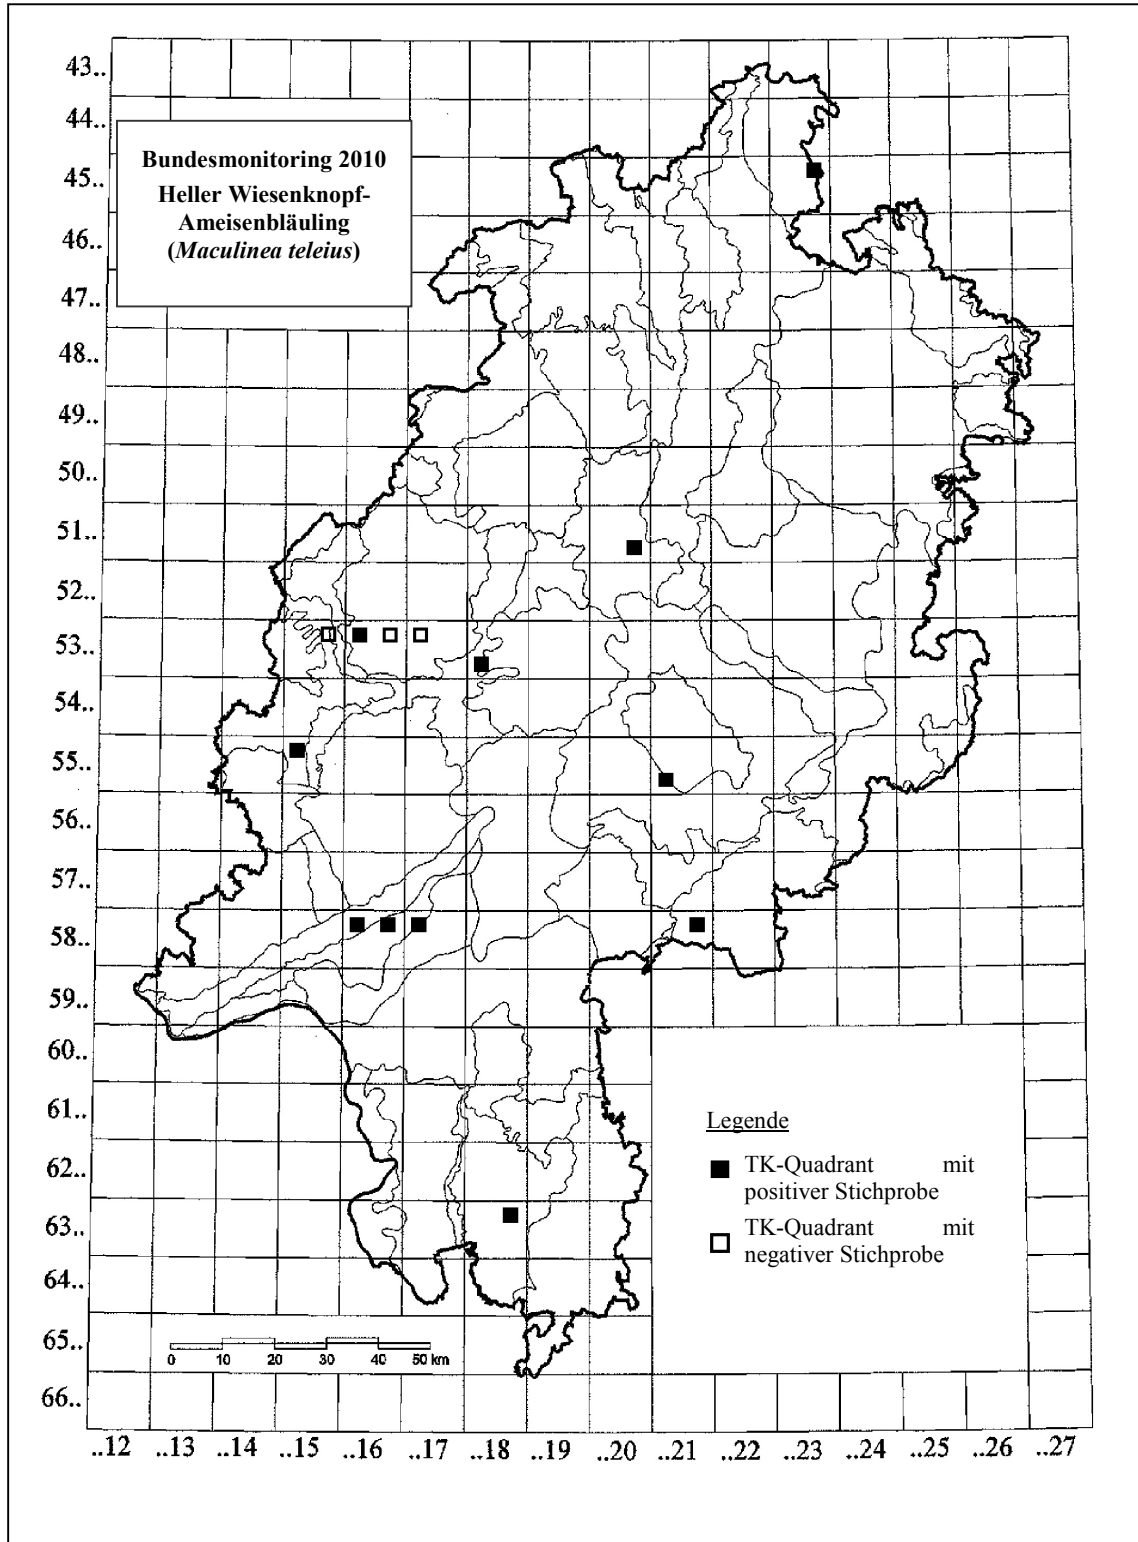 43..
44..
Bundesmonitoring 2010
Heller Wiesenknopf-
Ameisenbläuling
(Maculinea teleius)
45..
46..
47..
48..
49..
50..
51..
52..
53..
54..
55..
56..
57..
58..
59..
60..
61..
62..
63..
64..
65..
66..
Legende
TK-Quadrant mit
positiver Stichprobe
TK-Quadrant mit
negativer Stichprobe
0 10 20 30 40 50 km
..12 ..13 ..14 ..15 ..16 ..17 ..18 ..19 ..20 ..21 ..22 ..23 ..24 ..25 ..26 ..27